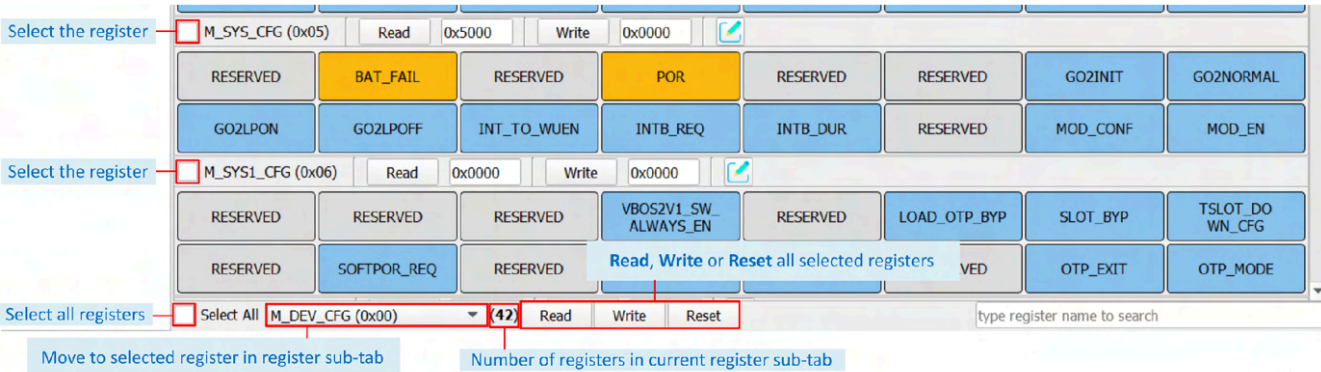 Select the register
M_SYS_CFG (0x05) Read 0x5000 Write 0x0000
RESERVED BAT_FAIL RESERVED POR RESERVED RESERVED GO2INIT GO2NORMAL
GO2LPON GO2LPOFF INT_TO_WUEN INTB_REQ INTB_DUR RESERVED MOD_CONF MOD_EN
Select the register
M_SYS1_CFG (0x06) Read 0x0000 Write 0x0000
RESERVED RESERVED RESERVED VBOS2V1_SW_ RESERVED LOAD_OTP_BYP SLOT_BYP TSLOT_DO
ALWAYS_EN WN_CFG
Read, Write or Reset all selected registers
RESERVED SOFTPOR_REQ RESERVED VED OTP_EXIT OTP_MODE
Select all registers
Select All M_DEV_CFG (0x00) (42) Read Write Reset type register name to search
Move to selected register in register sub-tab
Number of registers in current register sub-tab